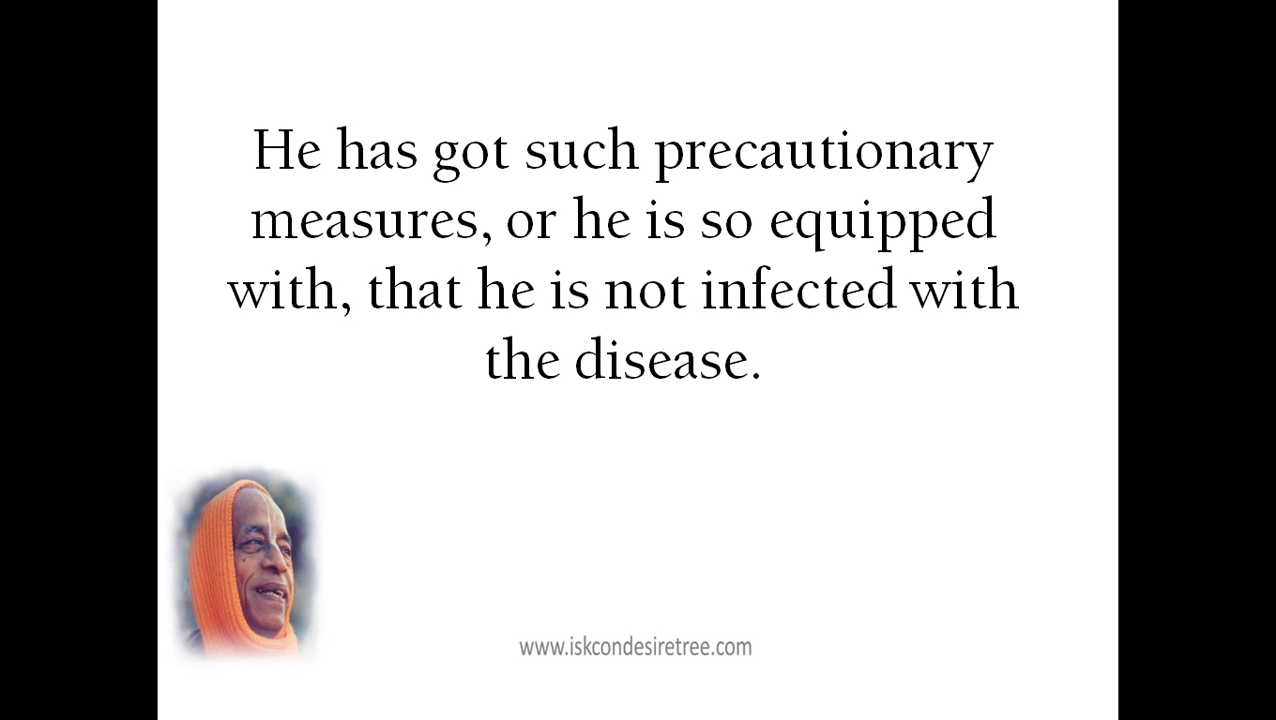 He has got such precautionary
measures, or he is so equipped
with, that he is not infected with
the disease.
www.iskcondesiretree.com